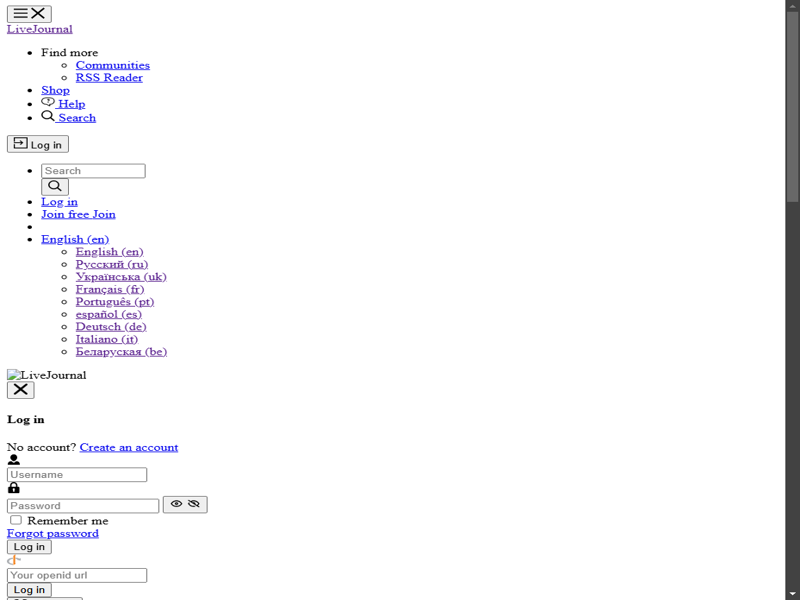 LiveJournal
Find more
Communities
RSS Reader
Shop
Help
Search
Log in
Search
Log in
Join free Join
English (en)
English (en)
Русский (ru)
Українська (uk)
Français (fr)
Português (pt)
español (es)
Deutsch (de)
Italiano (it)
Беларуская (be)
LiveJournal
Log in
No account? Create an account
Username
Password
Remember me
Forgot password
Log in
Your openid url
Log in